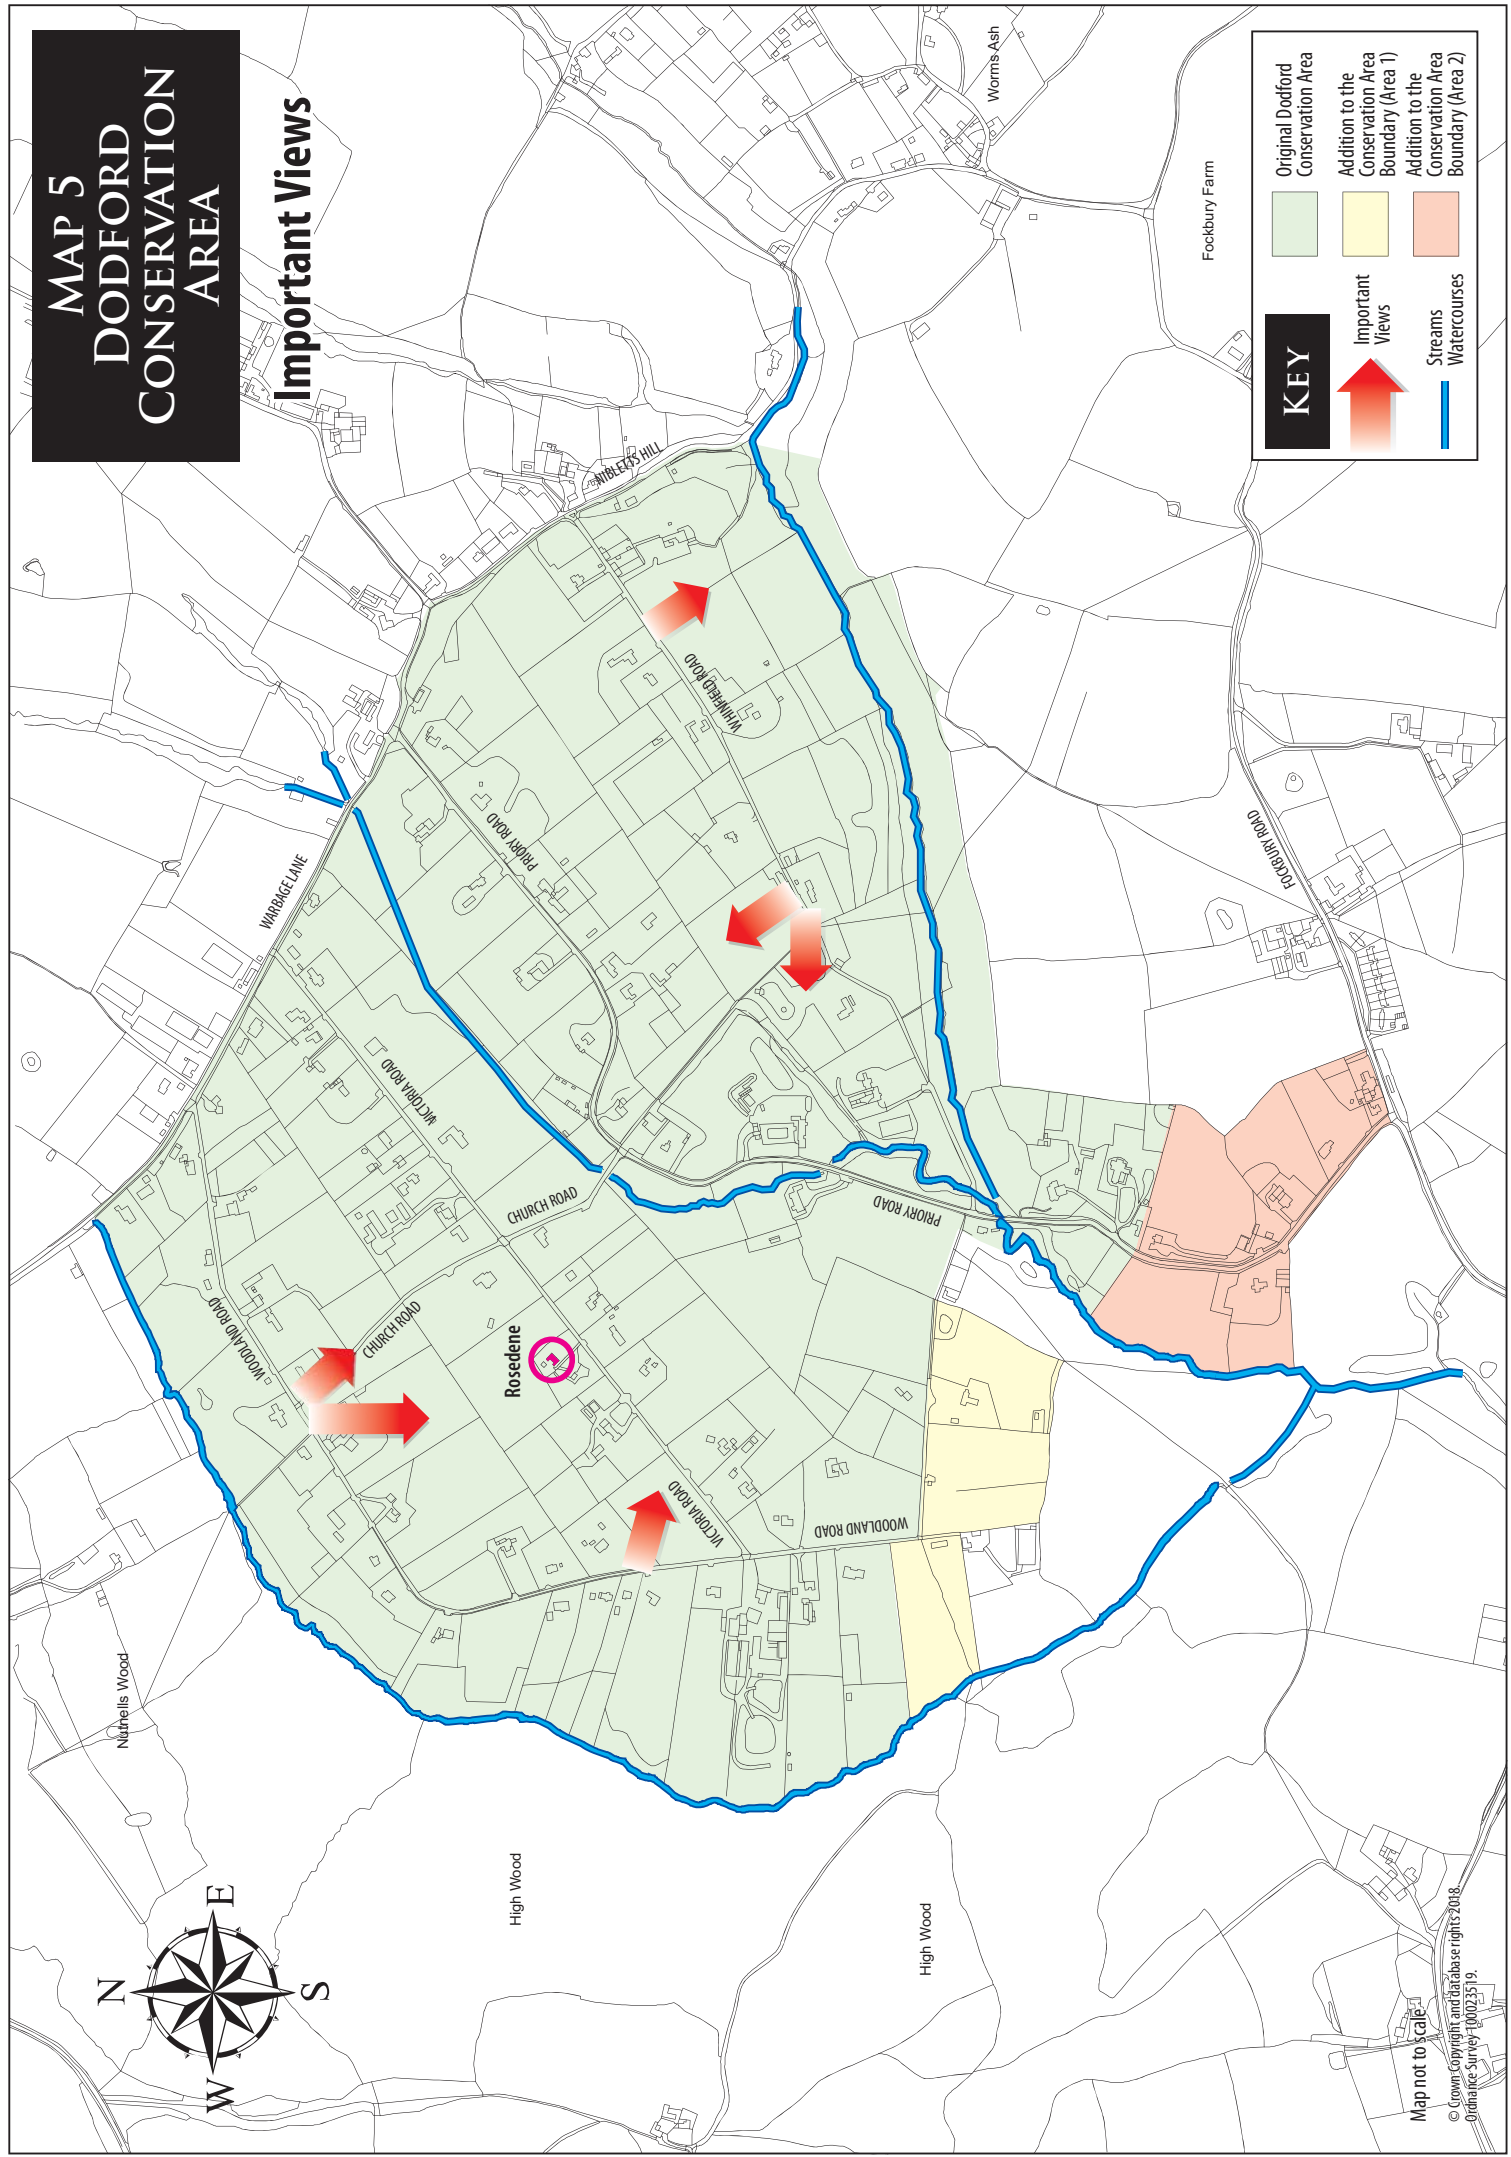 MAP 5
DODFORD
CONSERVATION
AREA
Important Views
N
E
S
W
Nutnells Wood
High Wood
High Wood
WARBAGE LANE
NIBLETTS HILL
Worms Ash
Fockbury Farm
WOODLAND ROAD
CHURCH ROAD
VICTORIA ROAD
CHURCH ROAD
PRIORY ROAD
WHINFIELD ROAD
Rosedene
1
VICTORIA ROAD
WOODLAND ROAD
PRIORY ROAD
FOCKBURY ROAD
KEY
Important
Views
Streams
Watercourses
Original Dodford
Conservation Area
Addition to the
Conservation Area
Boundary (Area 1)
Addition to the
Conservation Area
Boundary (Area 2)
Map not to scale
© Crown Copyright and database rights 2018.
Ordnance Survey 100023519.